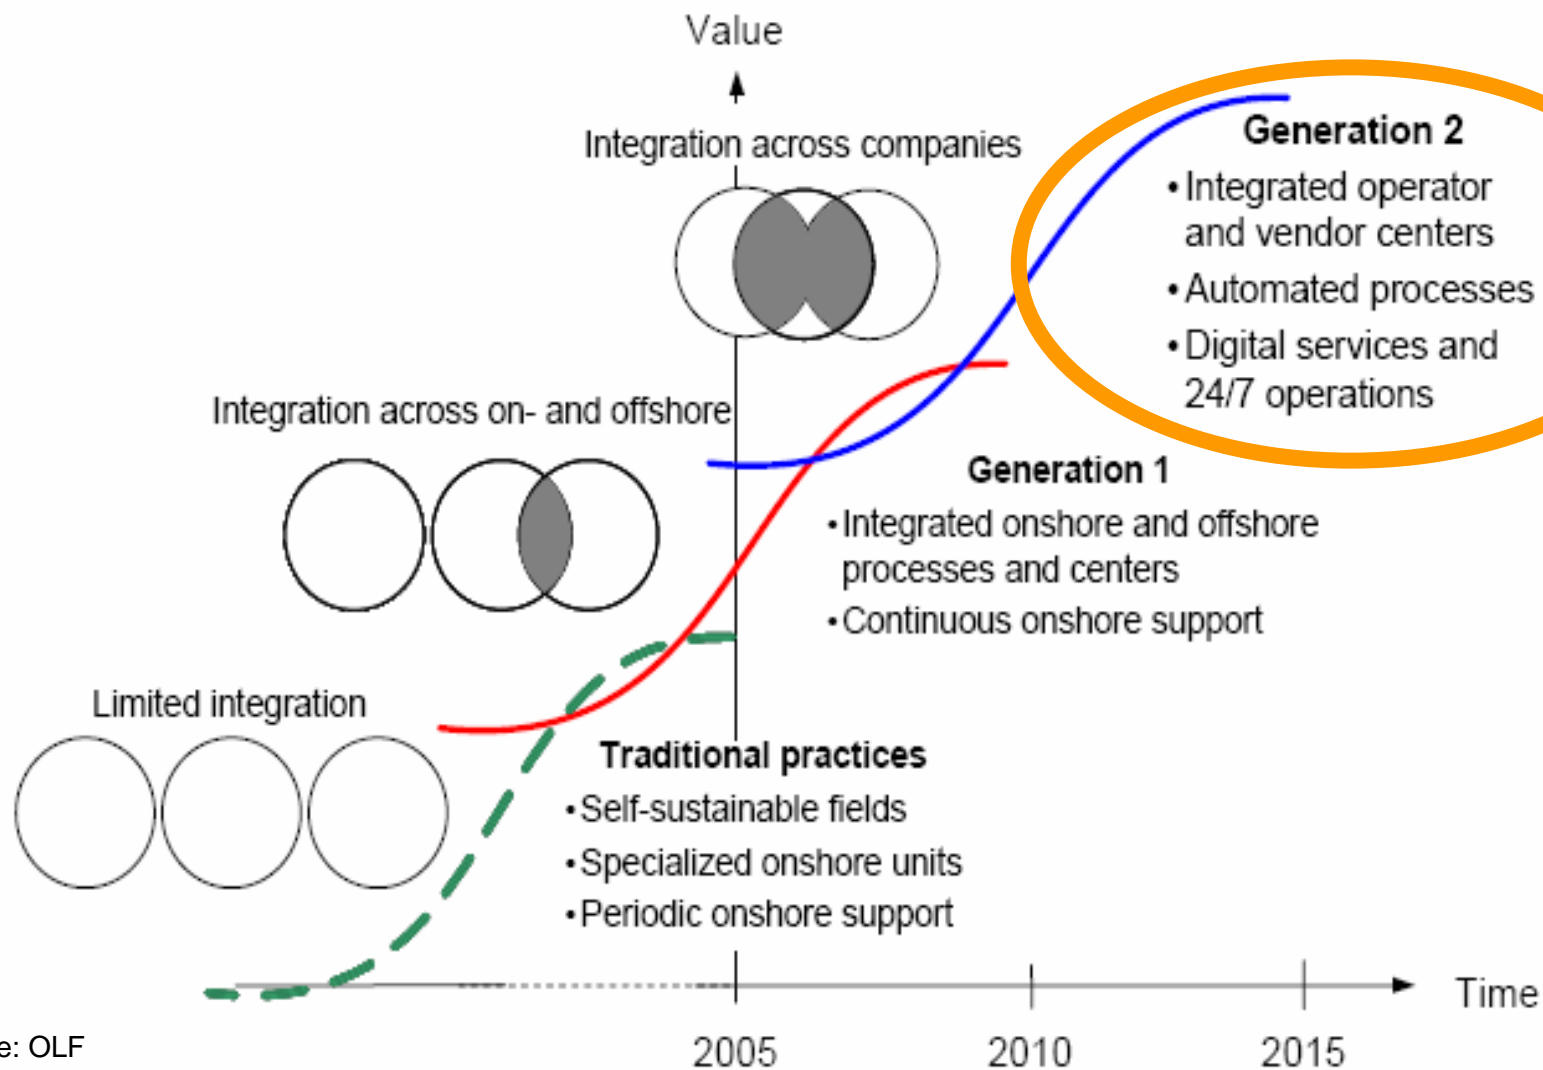 Value
Integration across companies
Generation 2
•Integrated operator
and vendor centers
•Automated processes
•Digital services and
24/7 operations
Integration across on- and offshore
Generation 1
•Integrated onshore and offshore
processes and centers
•Continuous onshore support
Limited integration
Traditional practices
•Self-sustainable fields
•Specialized onshore units
•Periodic onshore support
Time
e: OLF
2005
2010
2015